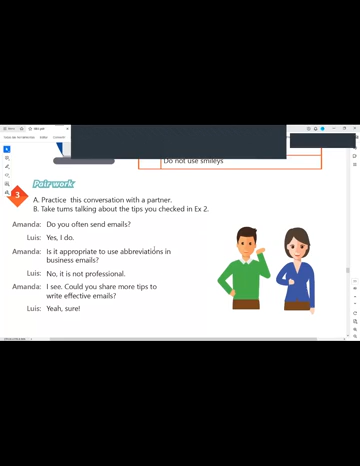 Do not use smileys
Pair work
3
A. Practice this conversation with a partner.
B. Take turns talking about the tips you checked in Ex 2.
Amanda: Do you often send emails?
Luis: Yes, I do.
Amanda: Is it appropriate to use abbreviations in
business emails?
Luis: No, it is not professional.
Amanda: I see. Could you share more tips to
write effective emails?
Luis: Yeah, sure!